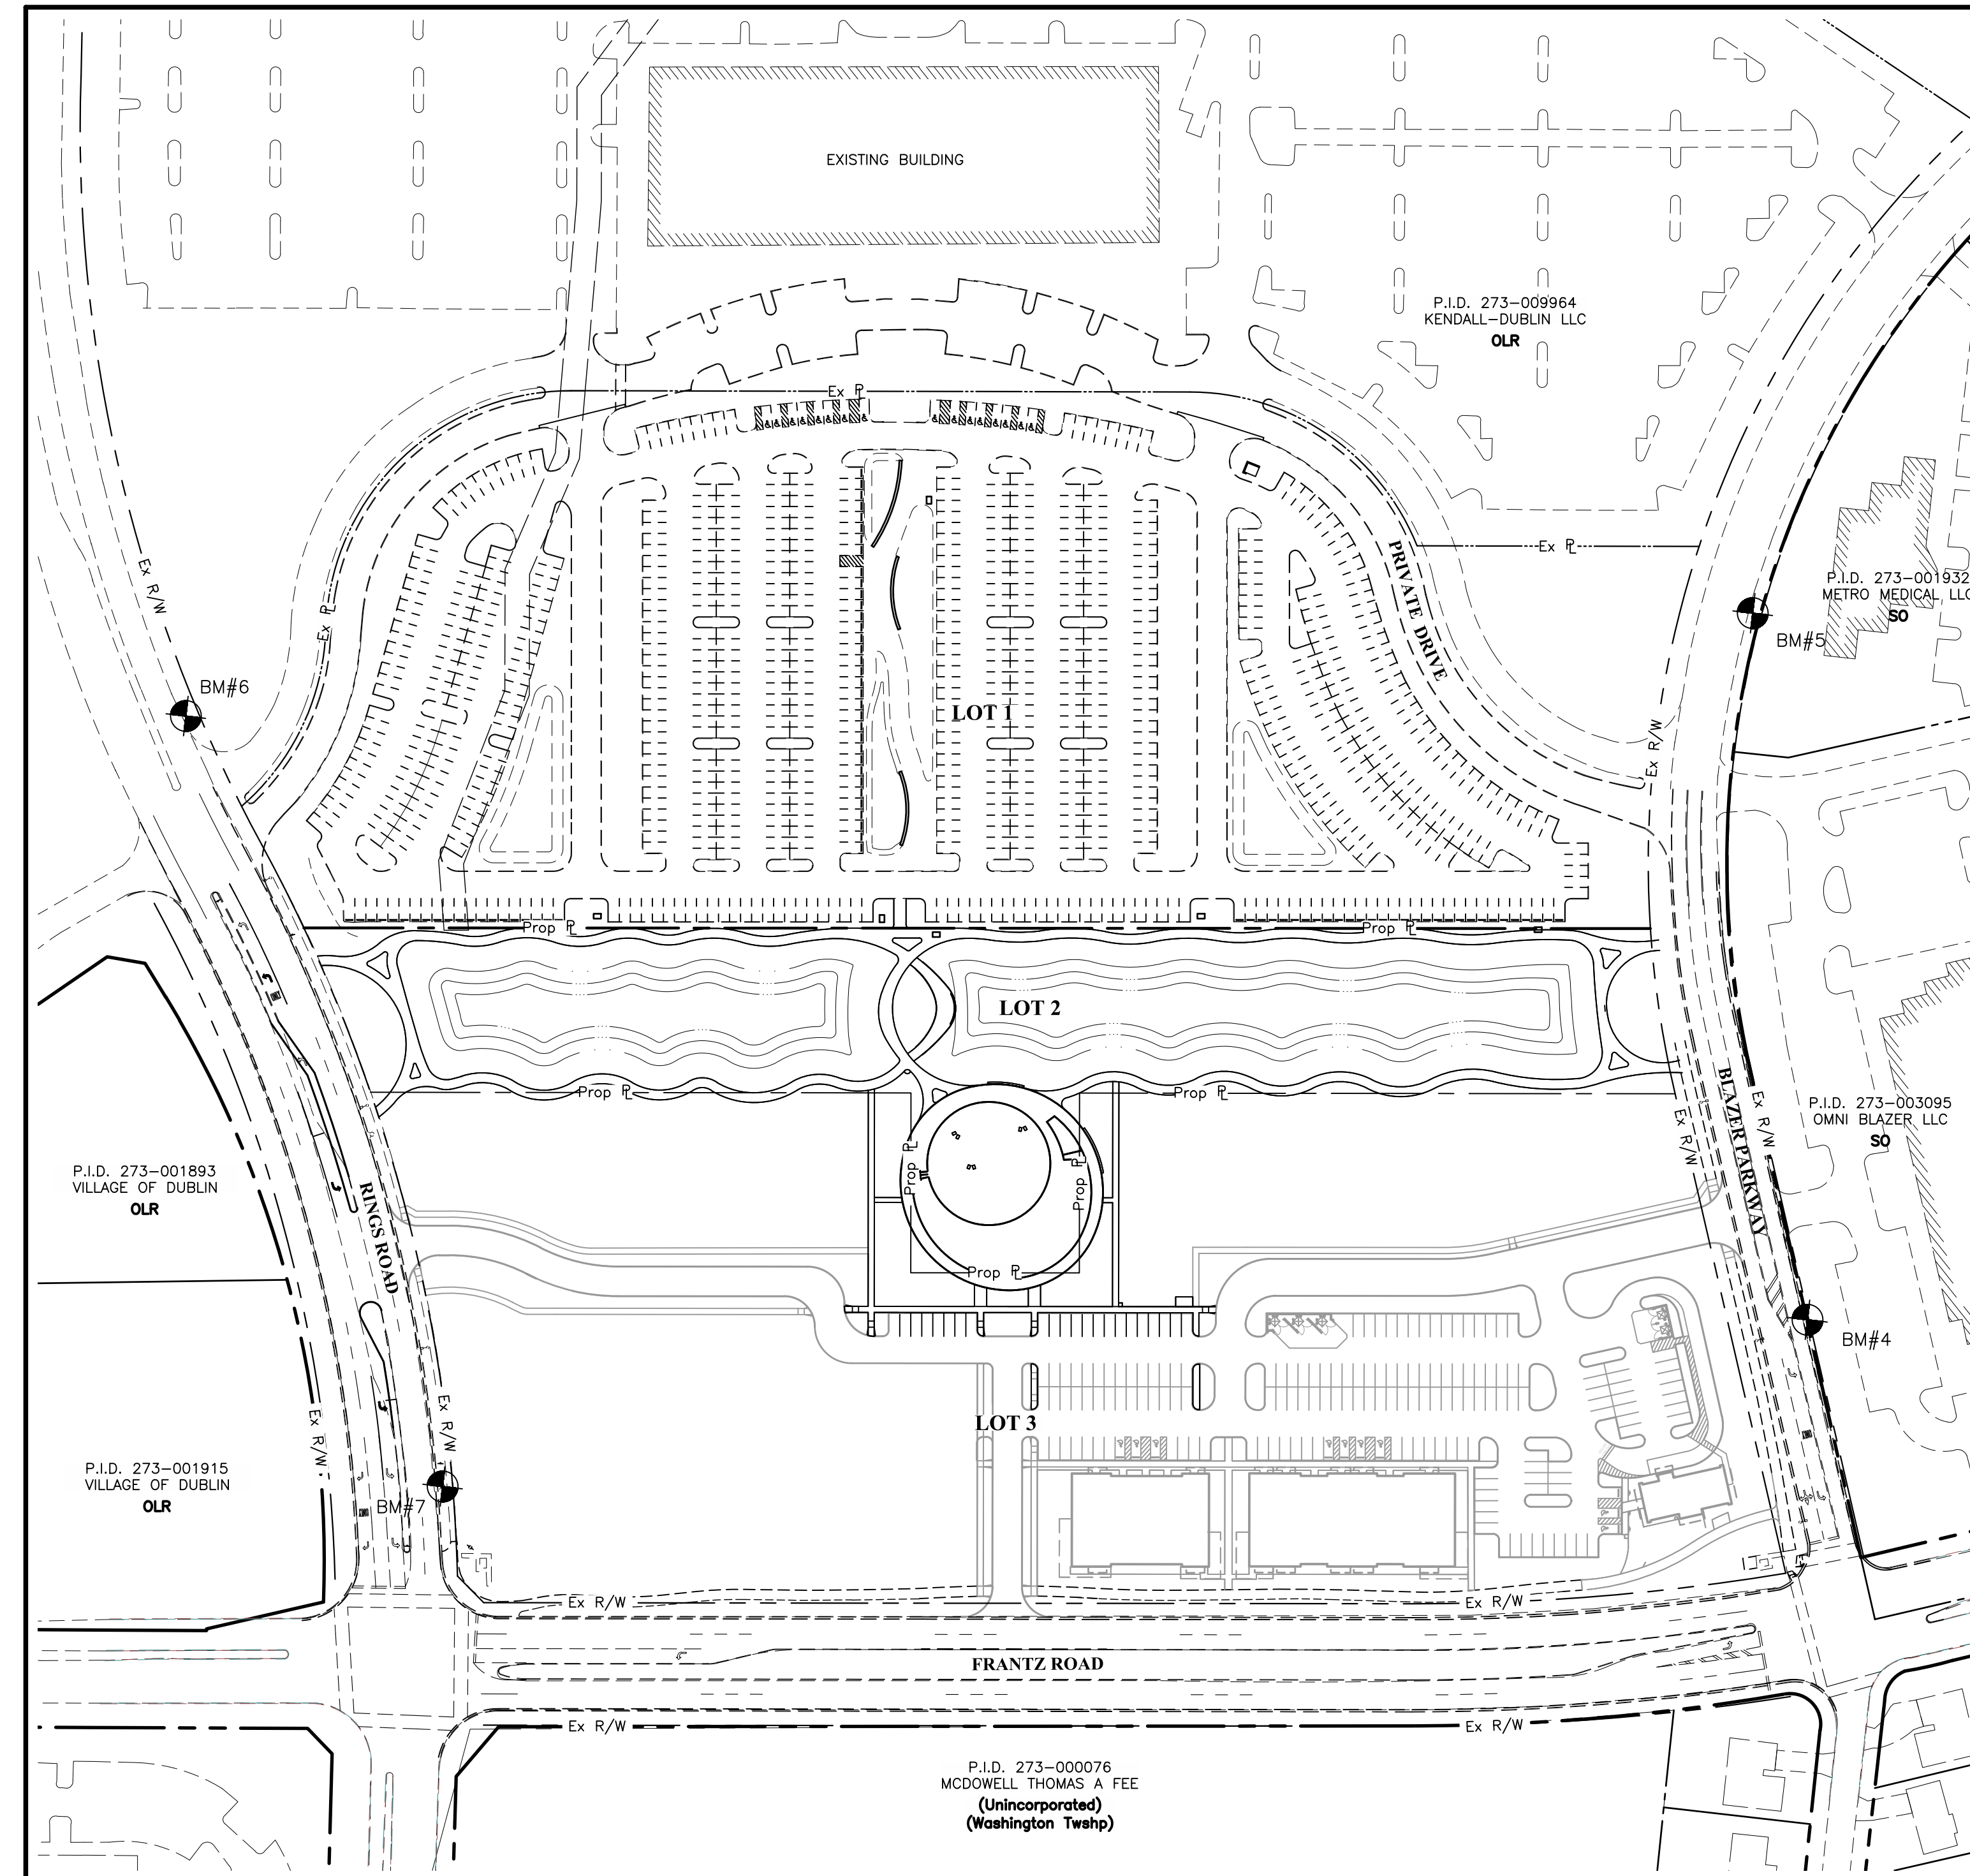 EXISTING BUILDING
P.I.D. 273-009964
KENDALL-DUBLIN LLC
OLR
Ex PL
Ex PL
Ex R/W
Ex PL
PRIVATE DRIVE
P.I.D. 273-001932
METRO MEDICAL LLC
SO
BM#5
BM#6
LOT 1
Ex R/W
Prop PL
Prop PL
LOT 2
Prop PL
Prop PL
BLAZER PARKWAY
Ex R/W
Ex R/W
P.I.D. 273-003095
OMNI BLAZER LLC
SO
P.I.D. 273-001893
VILLAGE OF DUBLIN
OLR
RINGS ROAD
Prop PL
Prop PL
Prop PL
BM#4
Ex R/W
Ex R/W
LOT 3
P.I.D. 273-001915
VILLAGE OF DUBLIN
OLR
BM#7
Ex R/W
Ex R/W
FRANTZ ROAD
Ex R/W
Ex R/W
P.I.D. 273-000076
MCDOWELL THOMAS A FEE
(Unincorporated)
(Washington Twshp)